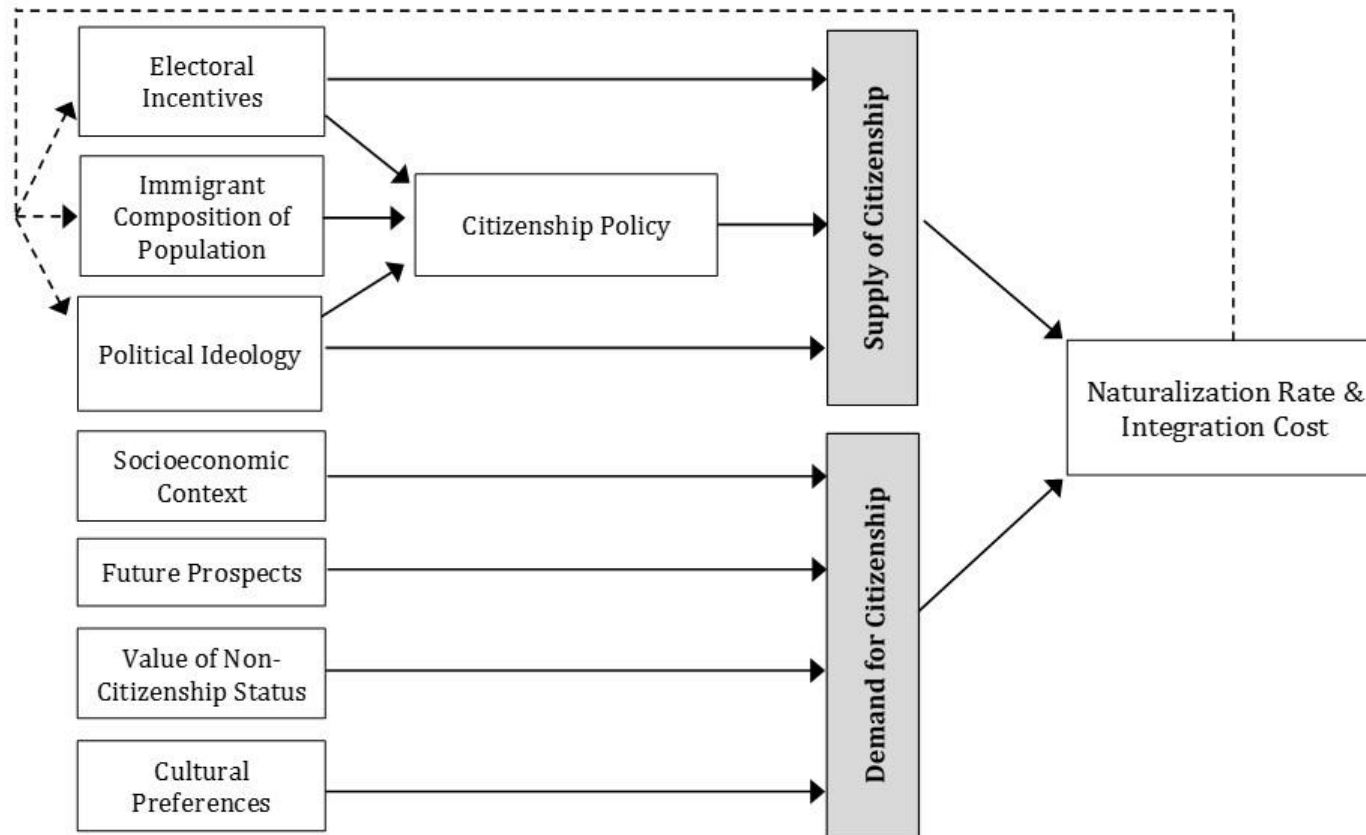 Electoral
Incentives
Immigrant
Composition of
Population
Political Ideology
Citizenship Policy
Supply of Citizenship
Socioeconomic
Context
Future Prospects
Value of Non-
Citizenship Status
Cultural
Preferences
Demand for Citizenship
Naturalization Rate &
Integration Cost